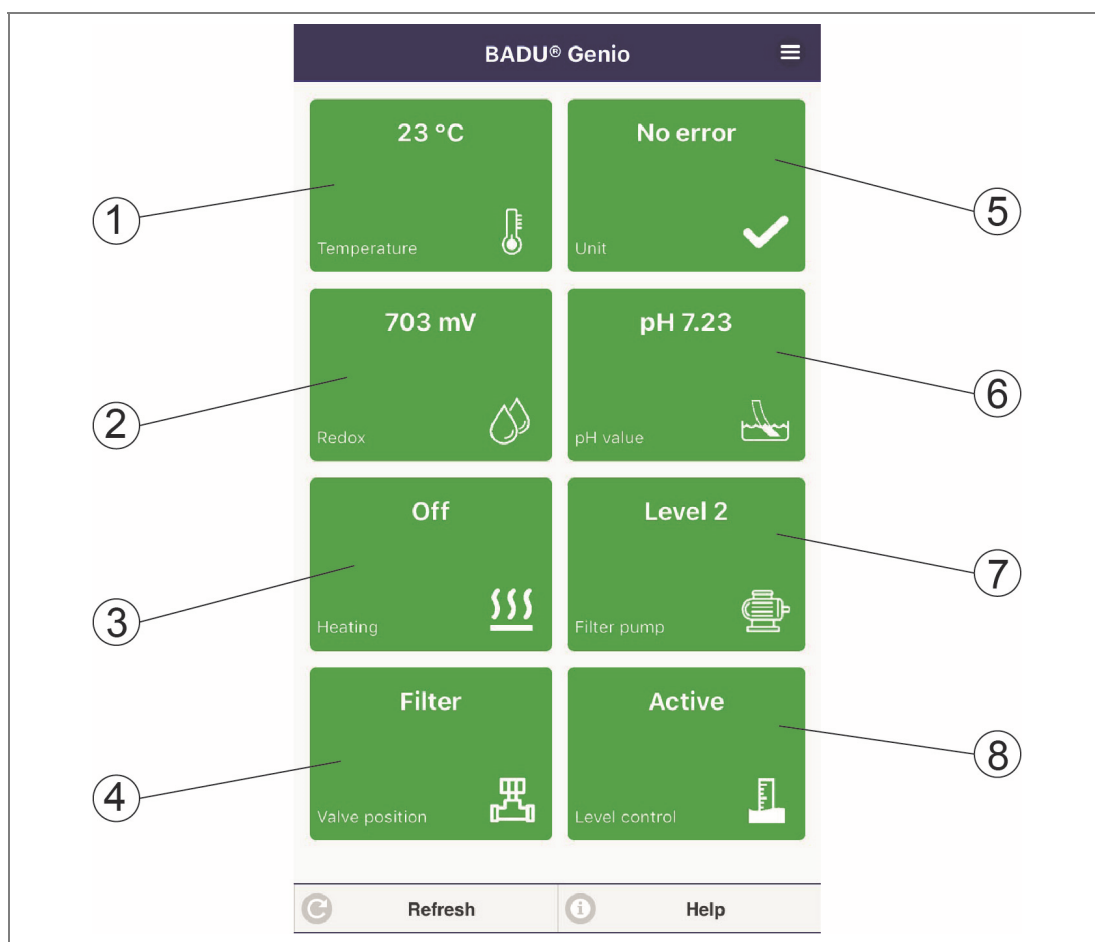 BADU® Genio
23 °C
Temperature
No error
Unit
1
5
703 mV
Redox
pH 7.23
pH value
2
6
Off
Heating
Level 2
Filter pump
3
7
Filter
Valve position
Active
Level control
4
8
Refresh
Help